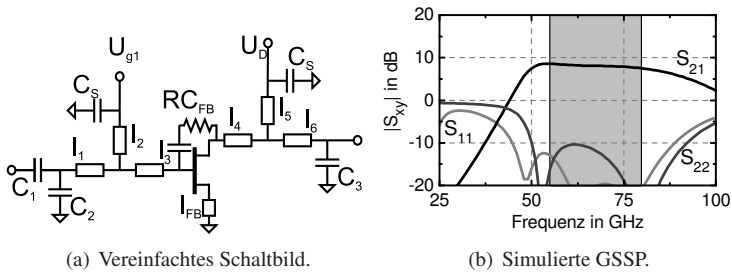 U_g1
U_D
C_S
C_S
RC_FB
l_1
l_2
l_3
l_4
l_5
l_6
C_1
C_2
C_3
l_FB
(a) Vereinfachtes Schaltbild.
|S_xy| in dB
20
10
0
-10
-20
S_21
S_11
S_22
25
50
75
100
Frequenz in GHz
(b) Simulierte GSSP.